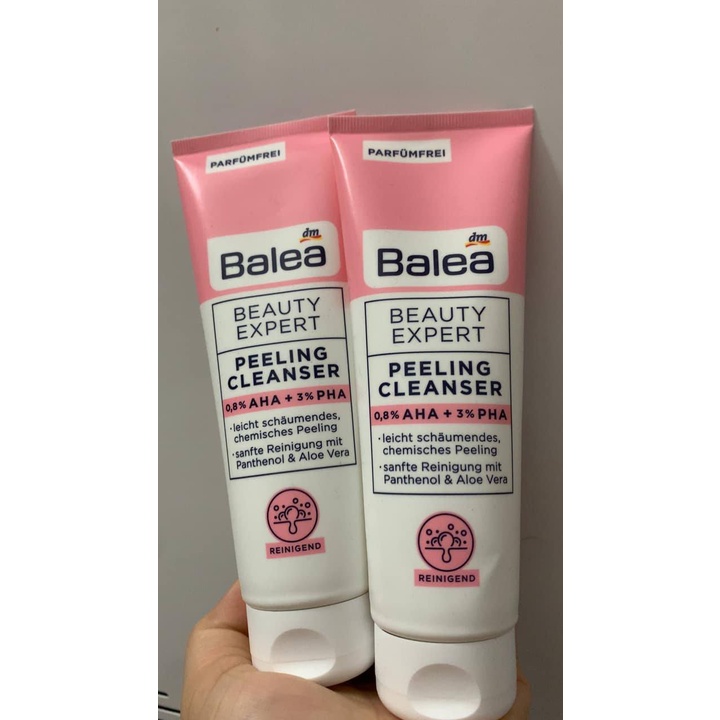 PARFÜMFREI
dm
Balea
BEAUTY
EXPERT
PEELING
CLEANSER
0,8% AHA + 3% PHA
· leicht schäumendes,
chemisches Peeling
· sanfte Reinigung mit
Panthenol & Aloe Vera
REINIGEND
PARFÜMFREI
dm
Balea
BEAUTY
EXPERT
PEELING
CLEANSER
0,8% AHA + 3% PHA
· leicht schäumendes,
chemisches Peeling
· sanfte Reinigung mit
Panthenol & Aloe Vera
REINIGEND